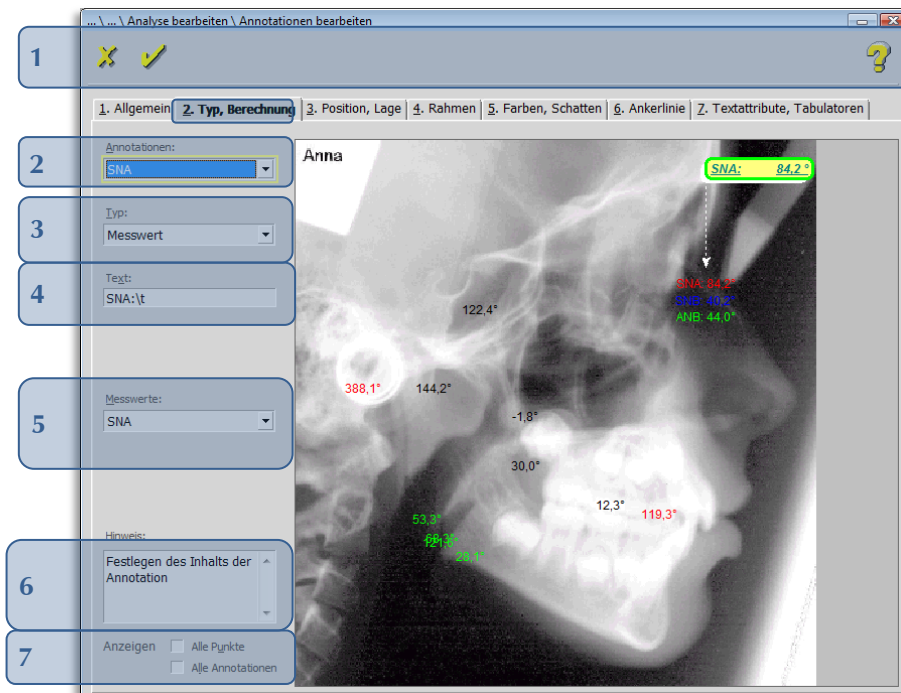 ... \ ... \ Analyse bearbeiten \ Annotationen bearbeiten
1
1. Allgemein 2. Typ, Berechnung 3. Position, Lage 4. Rahmen 5. Farben, Schatten 6. Ankerlinie 7. Textattribute, Tabulatoren
2
Annotationen:
SNA
3
Typ:
Messwert
4
Text:
SNA:\t
5
Messwerte:
SNA
6
Hinweis:
Festlegen des Inhalts der
Annotation
7
Anzeigen Alle Punkte
Alle Annotationen
Anna
SNA: 84,2 °
SNA: 84,2°
SNB: 40,2°
ANB: 44,0°
122,4°
388,1°
144,2°
-1,8°
30,0°
12,3°
119,3°
53,3°
28,1°